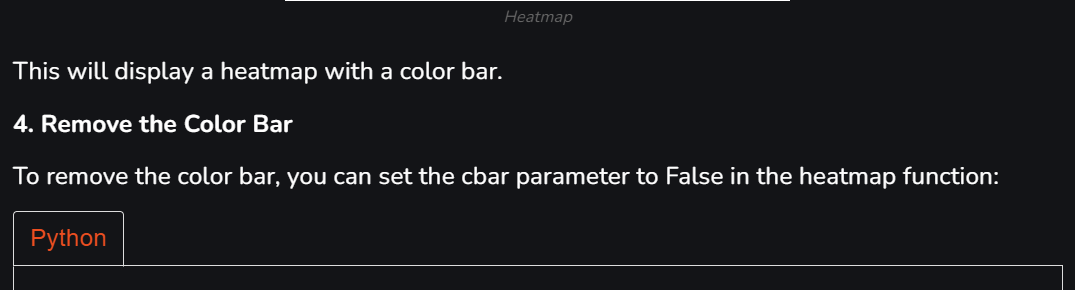 Heatmap
This will display a heatmap with a color bar.
4. Remove the Color Bar
To remove the color bar, you can set the cbar parameter to False in the heatmap function:
Python